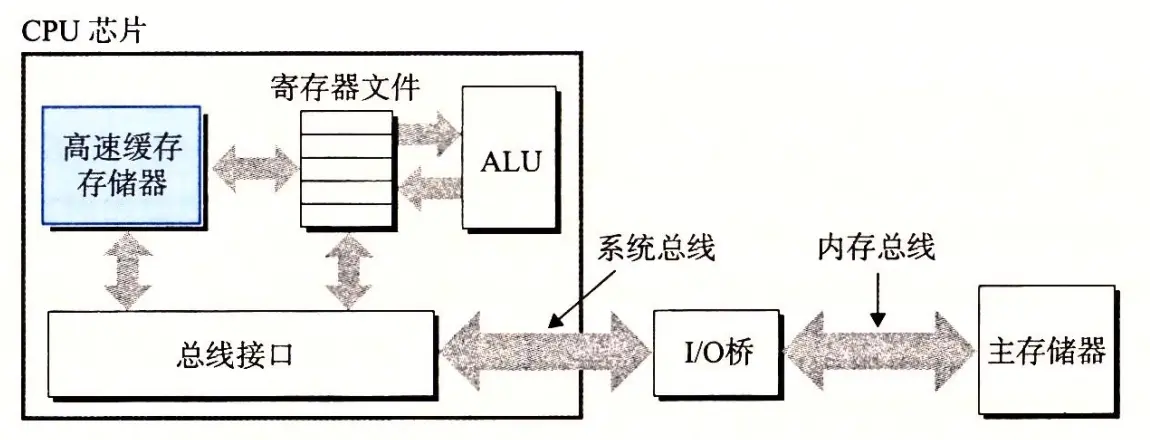 CPU 芯片
寄存器文件
高速缓存
存储器
ALU
系统总线
内存总线
总线接口
I/O桥
主存储器